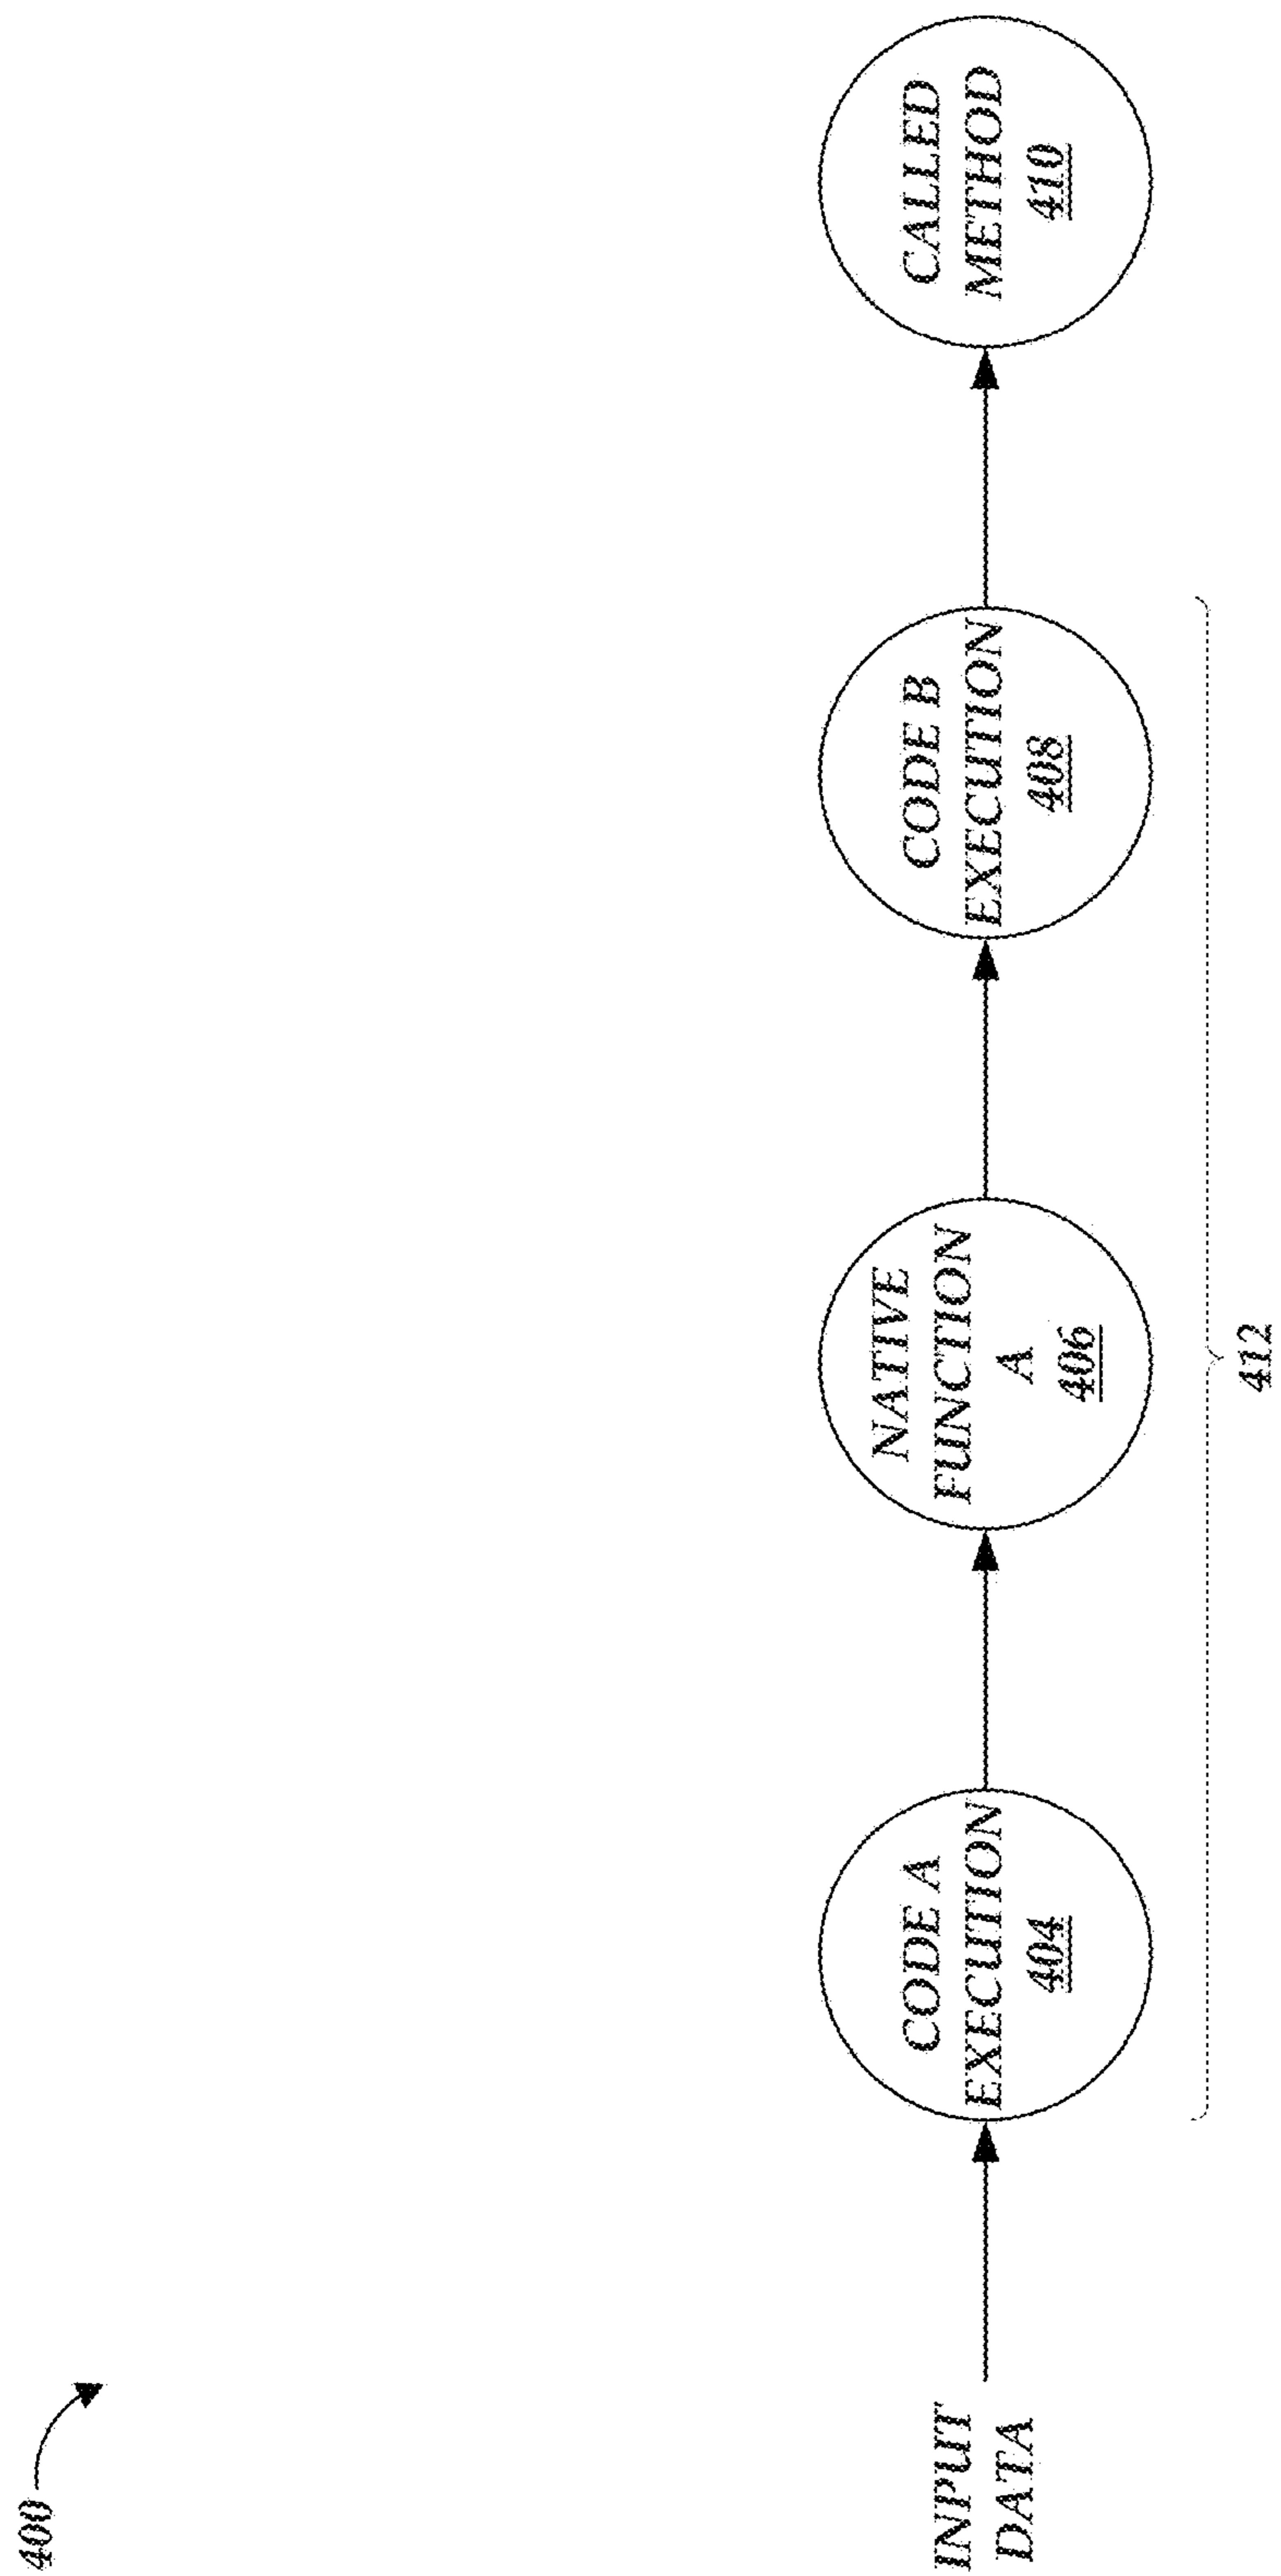 400
INPUT
DATA
CODE A
EXECUTION
404
NATIVE
FUNCTION
A
406
CODE B
EXECUTION
408
CALLED
METHOD
410
412